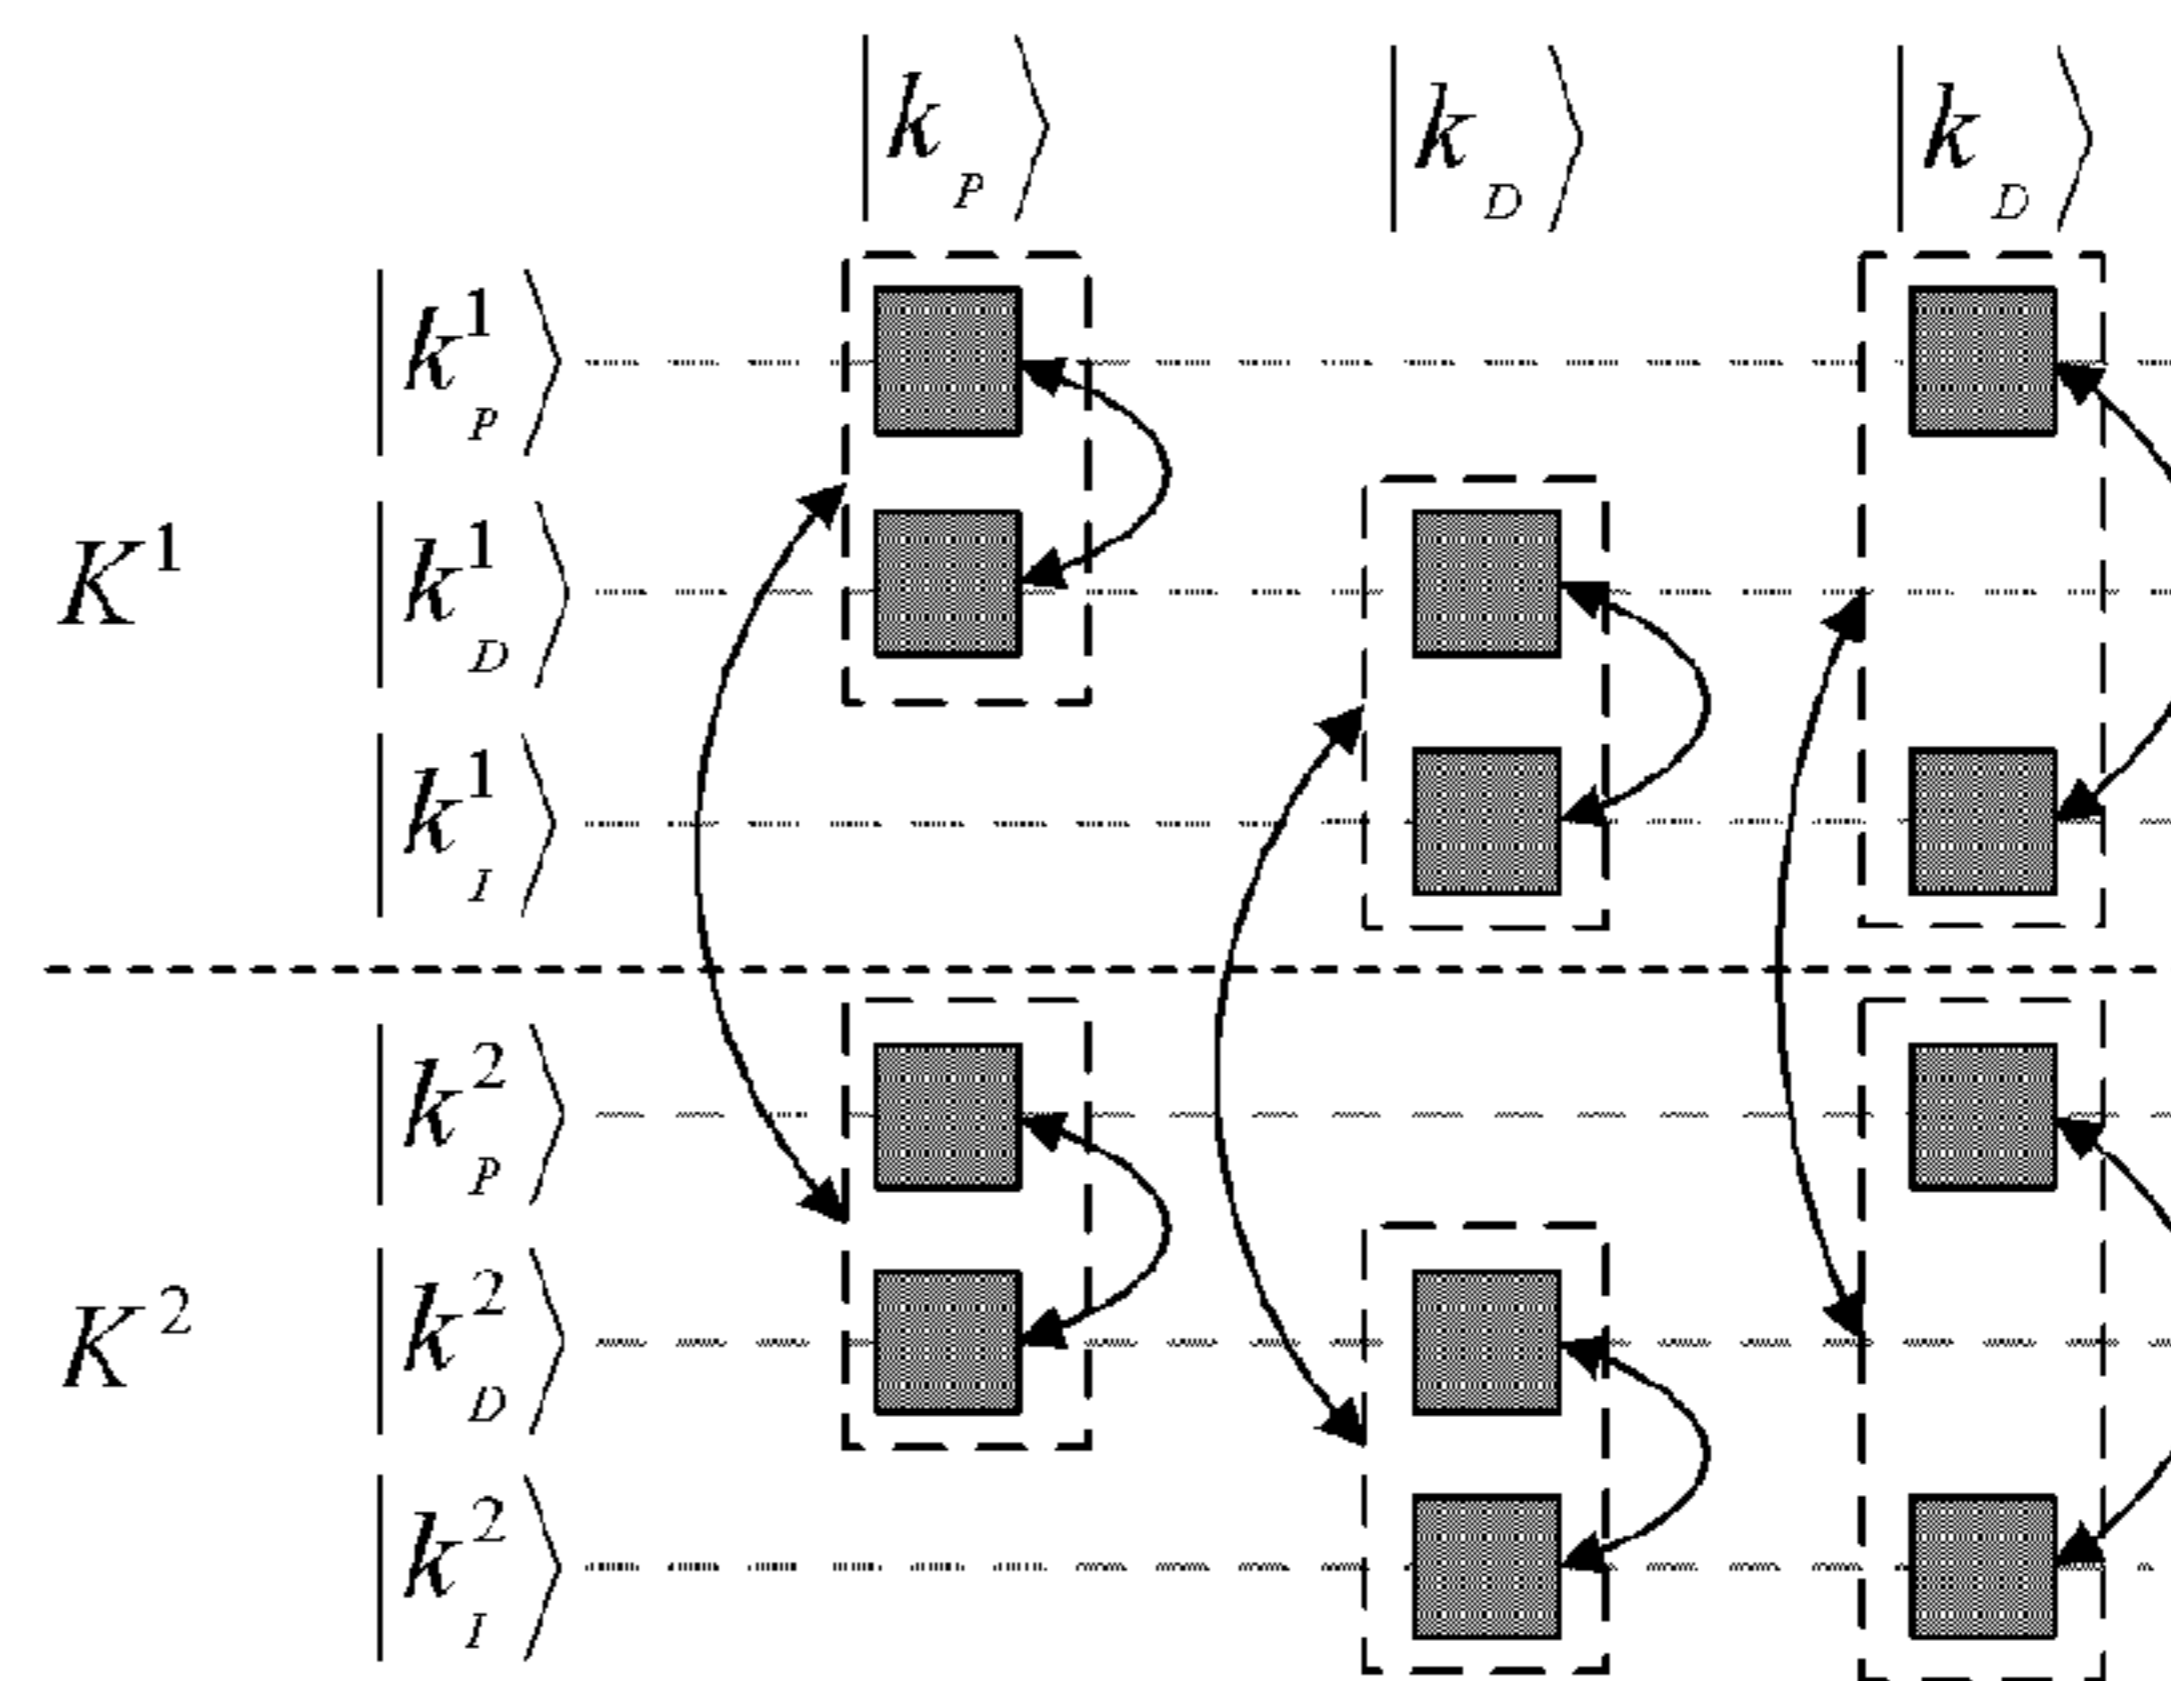 |k_P⟩ |k_D⟩ |k_D⟩
|k^1_P⟩
K^1 |k^1_D⟩
|k^1_I⟩
|k^2_P⟩
K^2 |k^2_D⟩
|k^2_I⟩